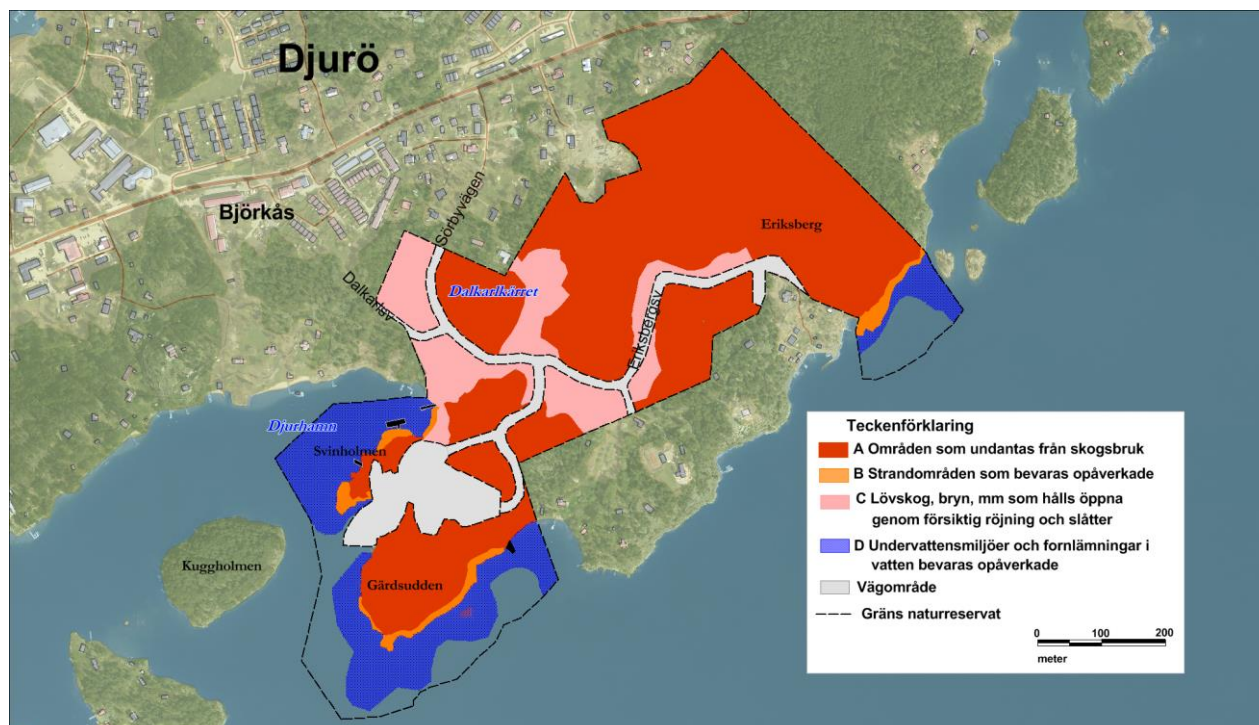 Djurö
Björkås
Sörbyvägen
Eriksberg
Dalkarlsv
Dalkarlkärret
Eriksbergsv
Djurhamn
Svinholmen
Kuggholmen
Gärdsudden
Teckenförklaring
A Områden som undantas från skogsbruk
B Strandområden som bevaras opåverkade
C Lövskog, bryn, mm som hålls öppna
genom försiktig röjning och slåtter
D Undervattensmiljöer och fornlämningar i
vatten bevaras opåverkade
Vägområde
Gräns naturreservat
0 100 200
meter